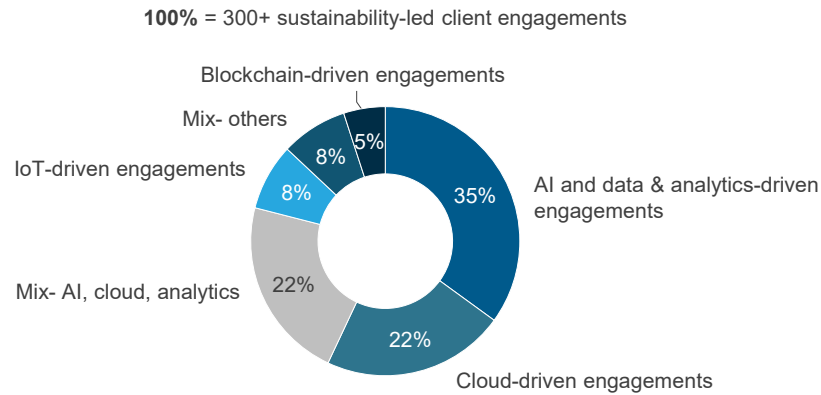 100% = 300+ sustainability-led client engagements
Blockchain-driven engagements
Mix- others
5%
8%
IoT-driven engagements
8%
35%
AI and data & analytics-driven
engagements
Mix- AI, cloud, analytics
22%
22%
Cloud-driven engagements